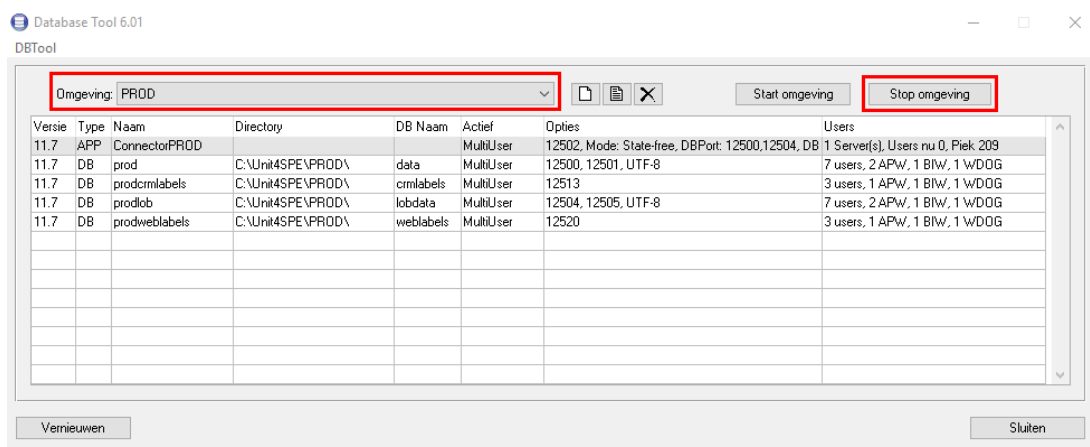 Database Tool 6.01
DBTool
Omgeving: PROD
Start omgeving
Stop omgeving
Versie Type Naam Directory DB Naam Actief Opties Users
11.7 APP ConnectorPROD MultiUser 12502, Mode: State-free, DBPort: 12500,12504, DB 1 Server(s), Users nu 0, Piek 209
11.7 DB prod C:\Unit4SPE\PROD\ data MultiUser 12500, 12501, UTF-8 7 users, 2 APW, 1 BIW, 1 WDOG
11.7 DB prodcrmlabels C:\Unit4SPE\PROD\ crmlabels MultiUser 12513 3 users, 1 APW, 1 BIW, 1 WDOG
11.7 DB prodlob C:\Unit4SPE\PROD\ lobdata MultiUser 12504, 12505, UTF-8 7 users, 2 APW, 1 BIW, 1 WDOG
11.7 DB prodweblabels C:\Unit4SPE\PROD\ weblabels MultiUser 12520 3 users, 1 APW, 1 BIW, 1 WDOG
Vernieuwen
Sluiten